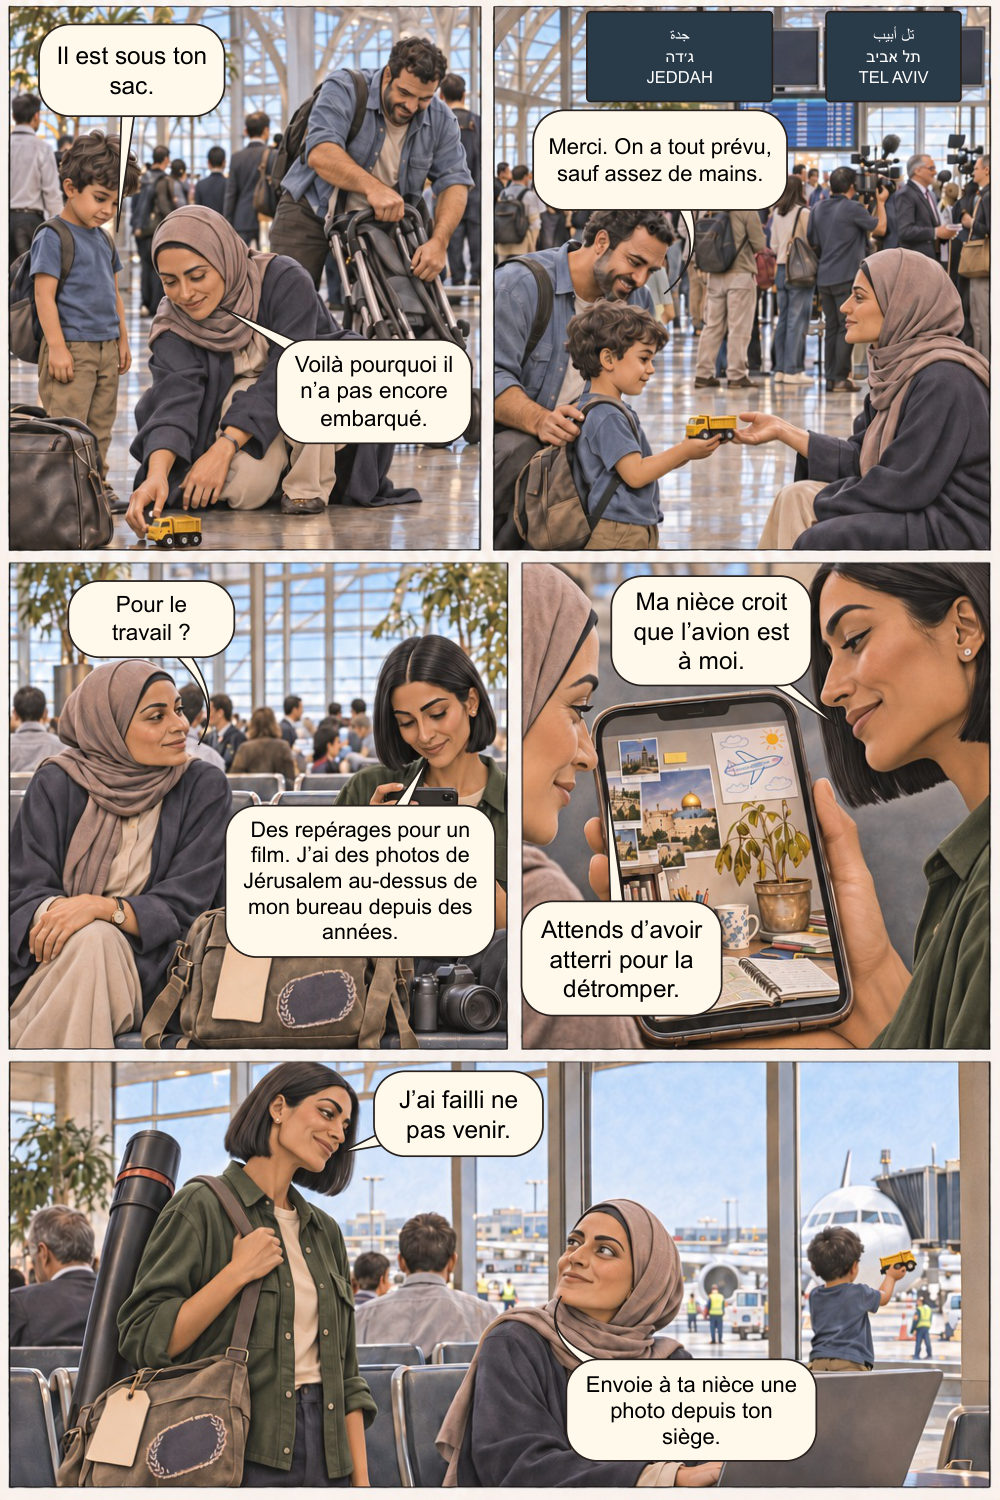 Il est sous ton
sac.
Voilà pourquoi il
n’a pas encore
embarqué.
جدة
ג׳דה
JEDDAH
تل أبيب
תל אביב
TEL AVIV
Merci. On a tout prévu,
sauf assez de mains.
Pour le
travail ?
Des repérages pour un
film. J’ai des photos de
Jérusalem au-dessus de
mon bureau depuis des
années.
Ma nièce croit
que l’avion est
à moi.
Attends d’avoir
atterri pour la
détromper.
J’ai failli ne
pas venir.
Envoie à ta nièce une
photo depuis ton
siège.